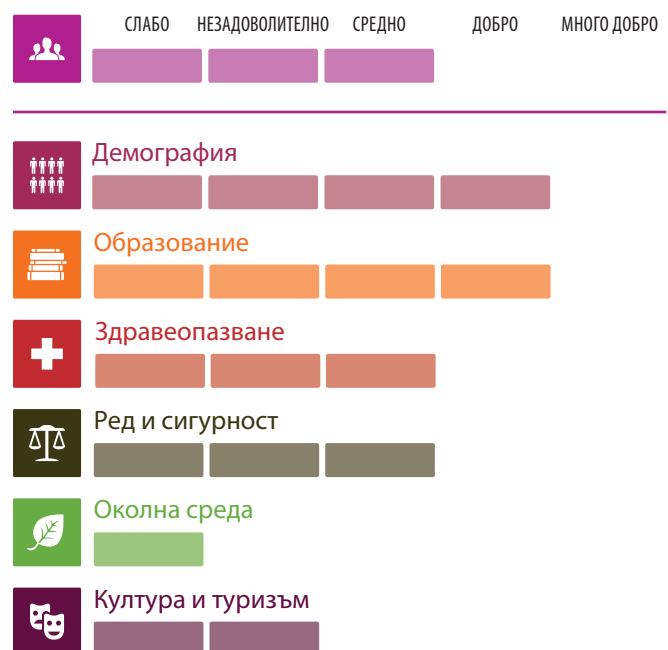 СЛАБО НЕЗАДОВОЛИТЕЛНО СРЕДНО ДОБРО МНОГО ДОБРО
Демография
Образование
Здравеопазване
Ред и сигурност
Околна среда
Култура и туризъм